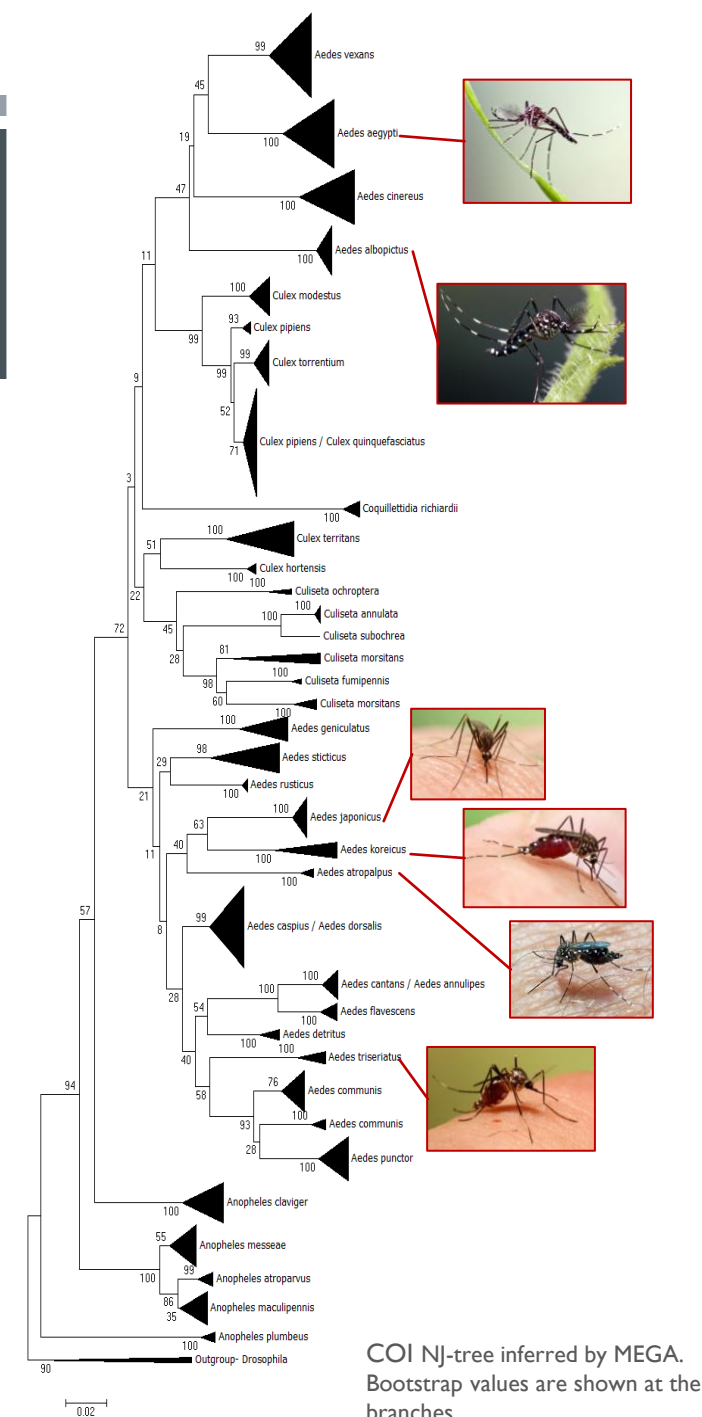 99
Aedes vexans
45
100
Aedes aegypti
19
100
Aedes cinereus
47
100
Aedes albopictus
11
100
Culex modestus
99
93
Culex pipiens
99
99
Culex torrentium
52
71
Culex pipiens / Culex quinquefasciatus
9
100
Coquillettidia richardii
3
100
Culex territans
51
100
Culex hortensis
22
100
Culiseta ochroptera
45
100
Culiseta annulata
100
Culiseta subochrea
28
81
Culiseta morsitans
98
100
Culiseta fumipennis
60
100
Culiseta morsitans
72
100
Aedes geniculatus
21
98
Aedes sticticus
29
100
Aedes rusticus
11
100
Aedes japonicus
63
100
Aedes koreicus
40
100
Aedes atropalpus
8
99
Aedes caspius / Aedes dorsalis
28
100
Aedes cantans / Aedes annulipes
100
100
Aedes flavescens
54
100
Aedes detritus
40
100
Aedes triseriatus
58
76
Aedes communis
93
100
Aedes communis
28
100
Aedes punctor
57
100
Anopheles claviger
94
55
Anopheles messeae
100
99
Anopheles atroparvus
86
35
Anopheles maculipennis
100
Anopheles plumbeus
90
Outgroup- Drosophila
0.02
COI NJ-tree inferred by MEGA.
Bootstrap values are shown at the
branches